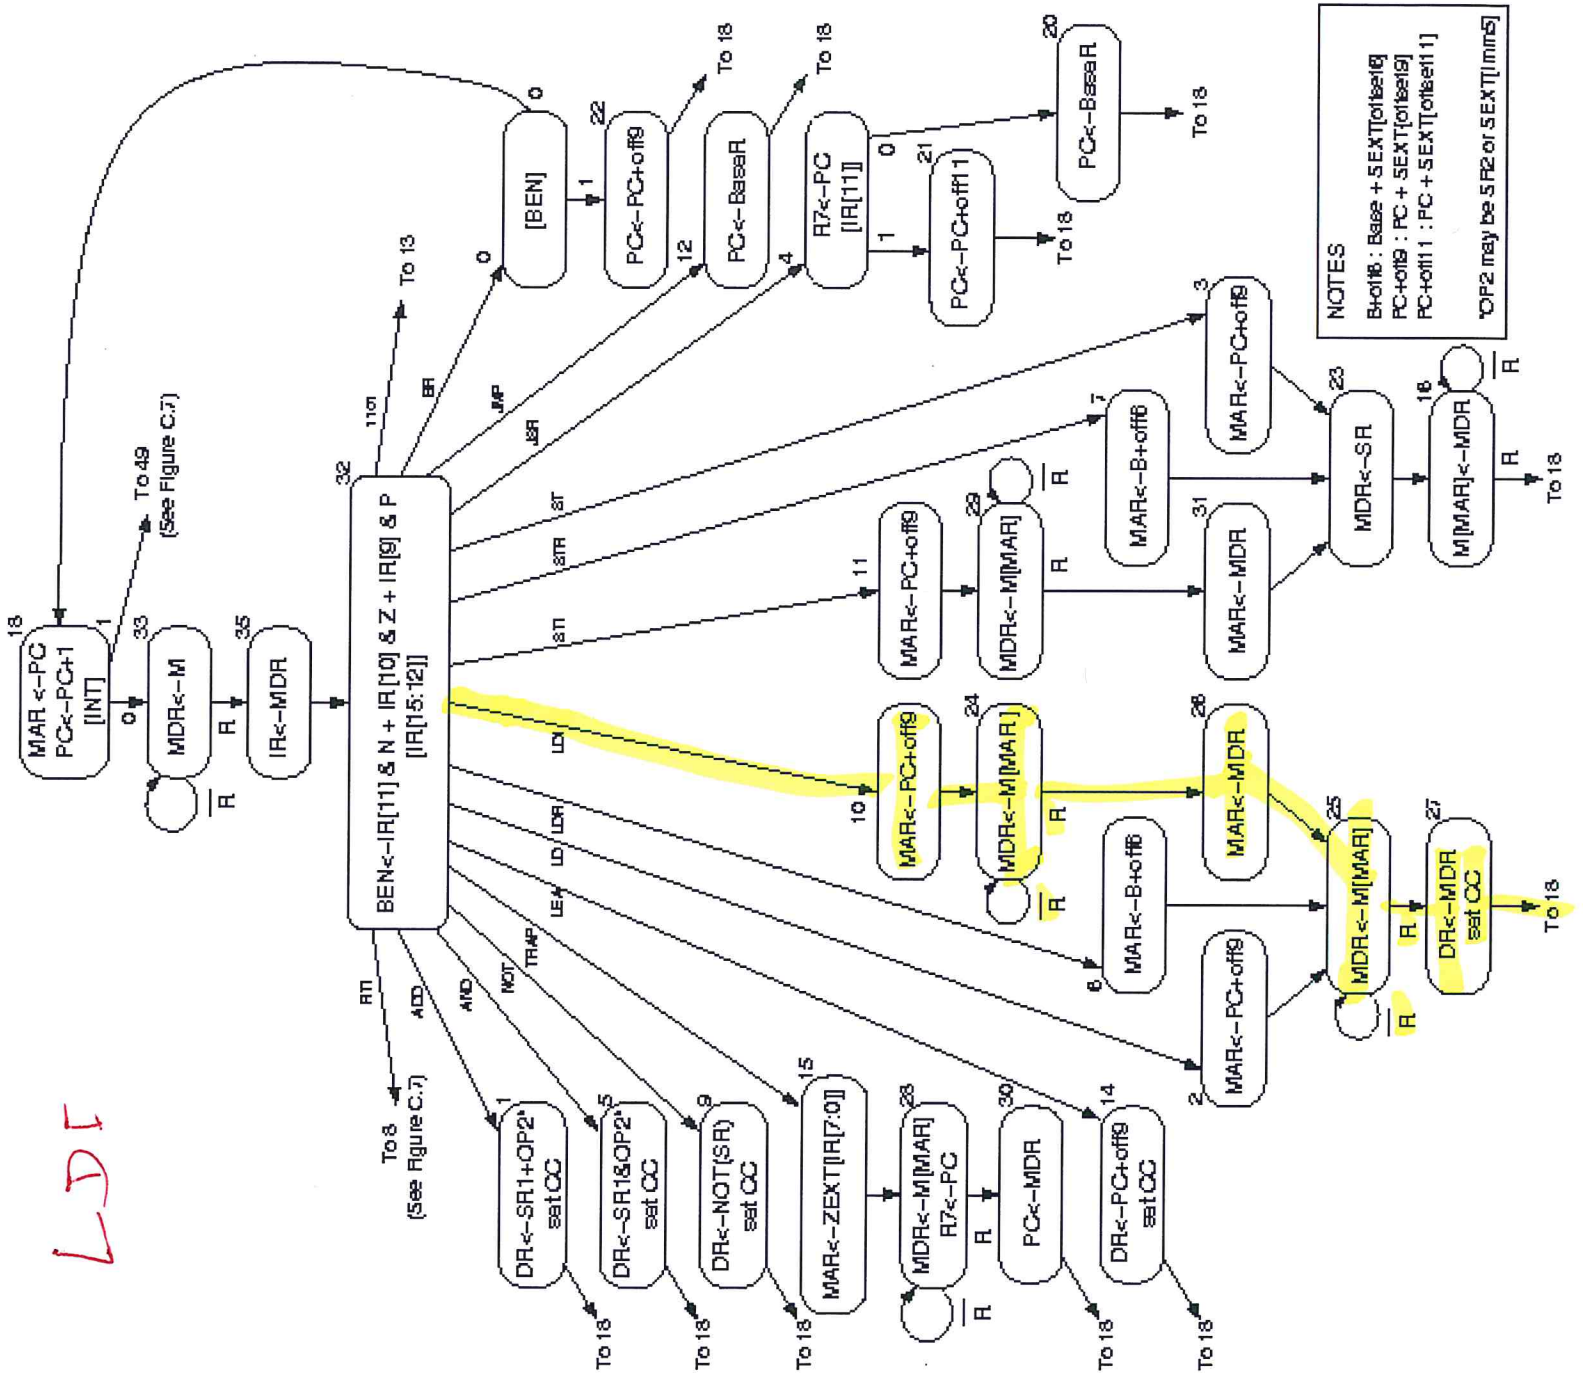 LDI
18
MAR <-PC
PC<-PC+1
[INT]
0
1
To 49
(See Figure C.7)
33
MDR<-M
R
R
35
IR<-MDR
32
BEN<-IR[11] & N + IR[10] & Z + IR[9] & P
[IR[15:12]]
RTI
To 8
(See Figure C.7)
ADD
AND
NOT
TRAP
LEA
LD
LDR
LDI
STI
STR
ST
JSR
JMP
BR
1101
To 13
1
DR<-SR1+OP2*
set CC
To 18
5
DR<-SR1&OP2*
set CC
To 18
9
DR<-NOT(SR)
set CC
To 18
15
MAR<-ZEXT[IR[7:0]]
28
MDR<-M[MAR]
R7<-PC
R
R
30
PC<-MDR
To 18
14
DR<-PC+off9
set CC
To 18
2
MAR<-PC+off9
6
MAR<-B+off6
10
MAR<-PC+off9
24
MDR<-M[MAR]
R
R
26
MAR<-MDR
25
MDR<-M[MAR]
R
R
27
DR<-MDR
set CC
To 18
11
MAR<-PC+off9
29
MDR<-M[MAR]
R
R
31
MAR<-MDR
7
MAR<-B+off6
3
MAR<-PC+off9
23
MDR<-SR
16
M[MAR]<-MDR
R
R
To 18
0
[BEN]
0
1
22
PC<-PC+off9
To 18
12
PC<-BaseR
To 18
4
R7<-PC
[IR[11]]
0
1
21
PC<-PC+off11
To 18
20
PC<-BaseR
To 18
NOTES
B+off6 : Base + SEXT[offset6]
PC+off9 : PC + SEXT[offset9]
PC+off11 : PC + SEXT[offset11]
*OP2 may be SR2 or SEXT[imm5]